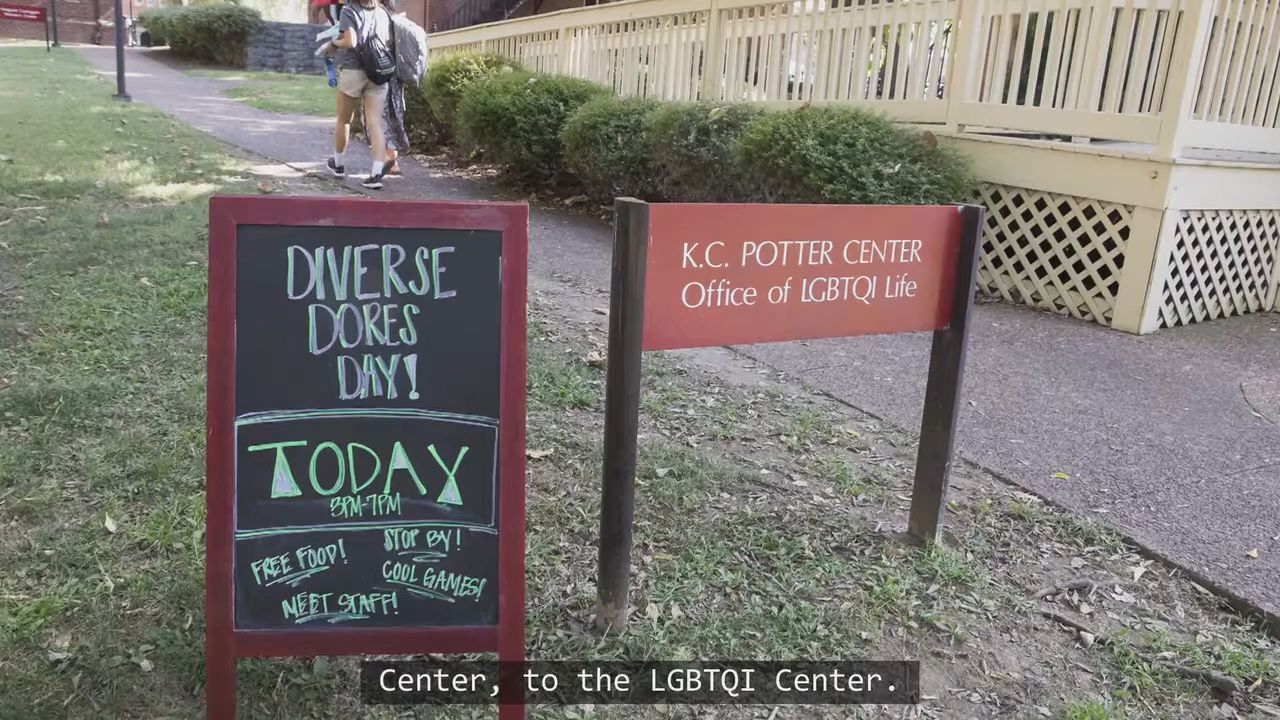 DIVERSE
DORES
DAY!
TODAY
3PM-7PM
FREE FOOD!
STOP BY!
COOL GAMES!
MEET STAFF!
K.C. POTTER CENTER
Office of LGBTQI Life
Center, to the LGBTQI Center.